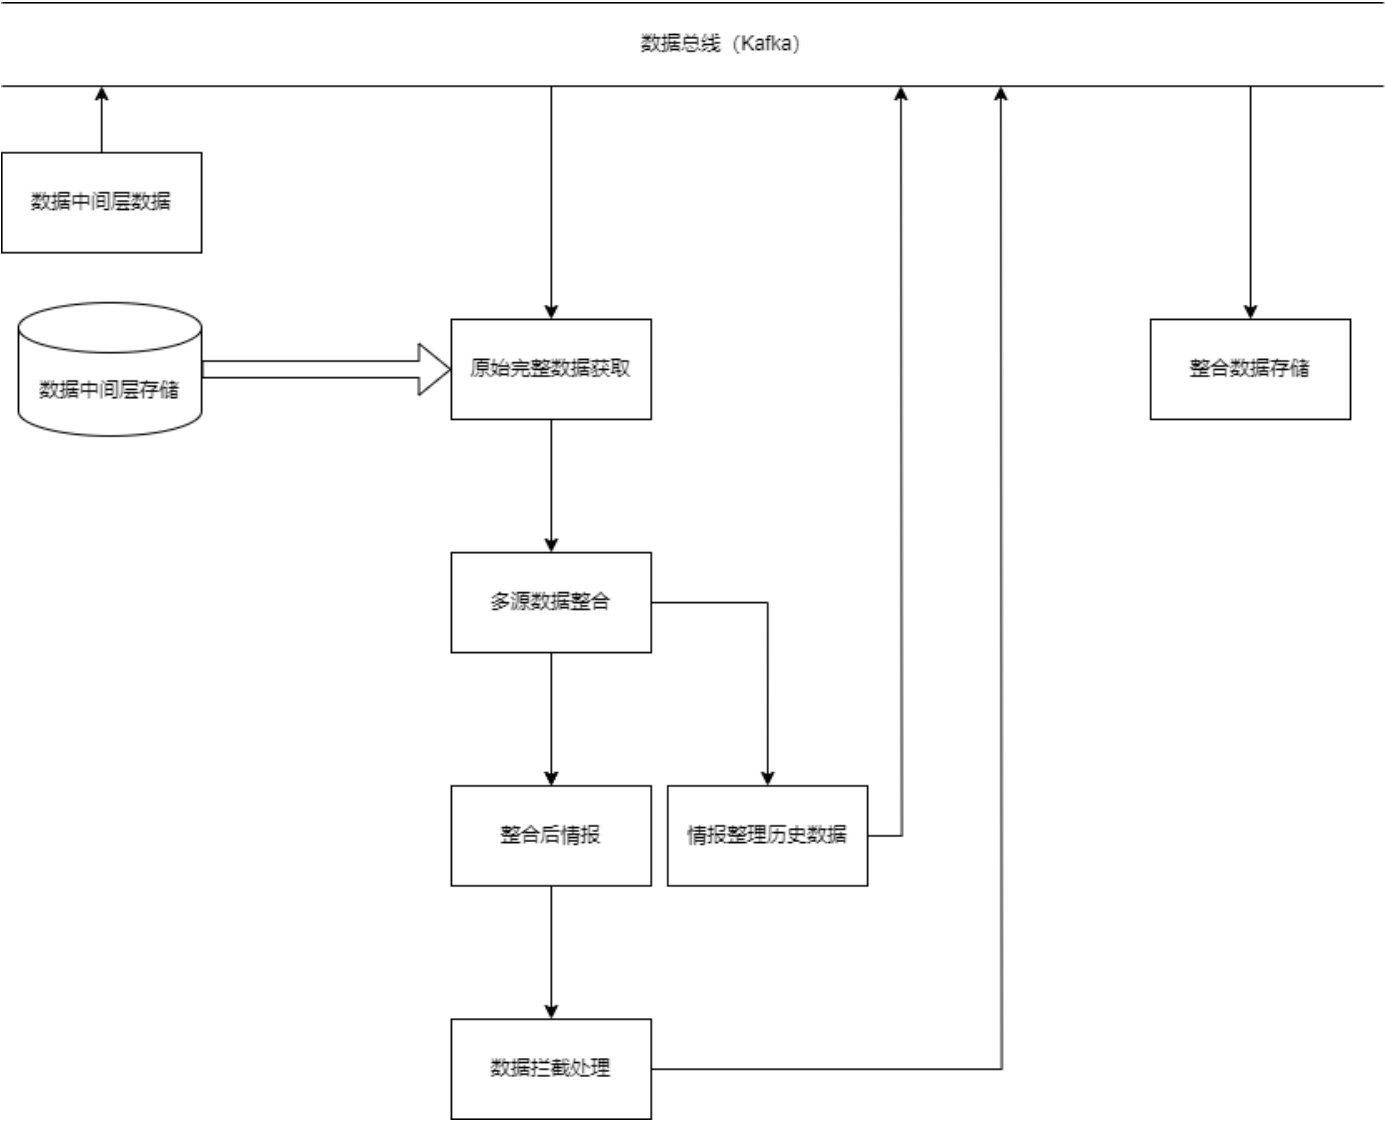 数据总线（Kafka）
数据中间层数据
数据中间层存储
原始完整数据获取
整合数据存储
多源数据整合
整合后情报
情报整理历史数据
数据拦截处理